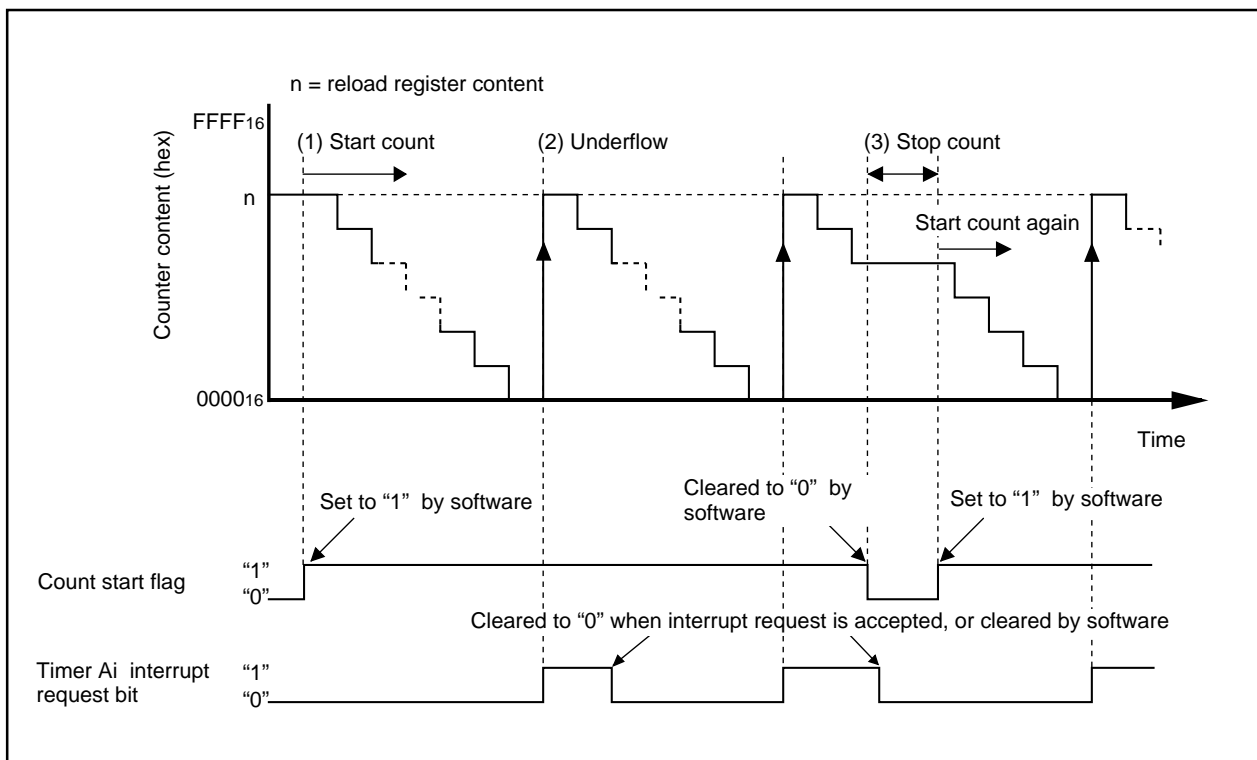 n = reload register content
FFFF16
(1) Start count
(2) Underflow
(3) Stop count
n
Start count again
Counter content (hex)
000016
Time
Set to “1” by software
Cleared to “0” by
software
Set to “1” by software
Count start flag
“1”
“0”
Cleared to “0” when interrupt request is accepted, or cleared by software
Timer Ai interrupt
request bit
“1”
“0”